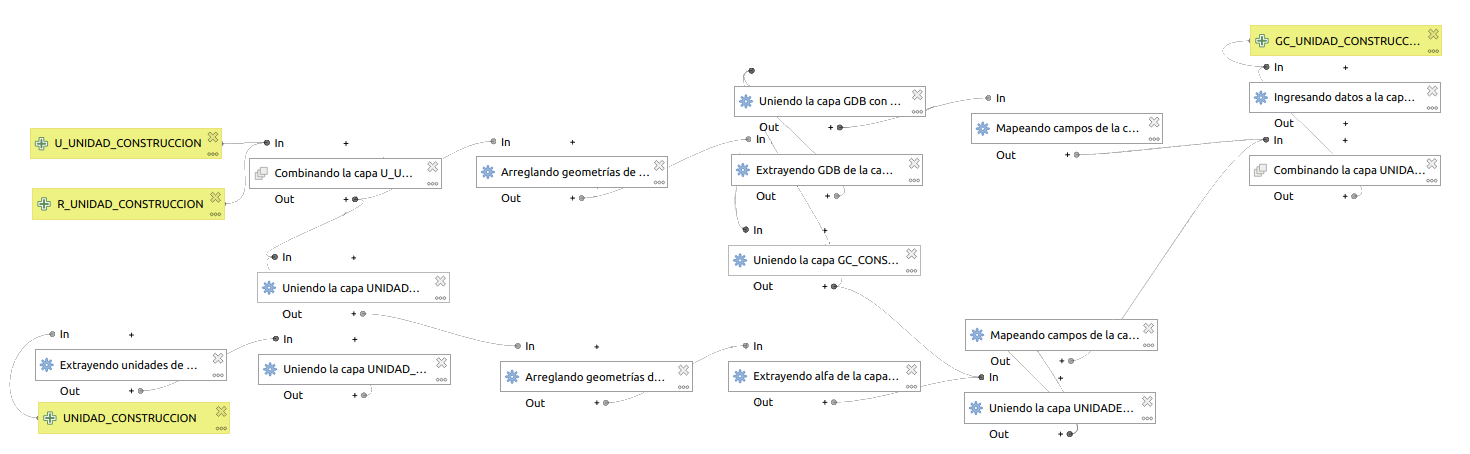 GC_UNIDAD_CONSTRUCC...
In
Ingresando datos a la cap...
Out
In
Combinando la capa UNIDA...
Out
Uniendo la capa GDB con ...
Out
In
Mapeando campos de la c...
Out
In
Extrayendo GDB de la ca...
Out
U_UNIDAD_CONSTRUCCION
R_UNIDAD_CONSTRUCCION
In
Combinando la capa U_U...
Out
In
Arreglando geometrías de ...
Out
In
Uniendo la capa GC_CONS...
Out
In
Uniendo la capa UNIDAD...
Out
In
Extrayendo unidades de ...
Out
UNIDAD_CONSTRUCCION
In
Uniendo la capa UNIDAD_...
Out
In
Arreglando geometrías d...
Out
In
Extrayendo alfa de la capa...
Out
Mapeando campos de la ca...
Out
In
Uniendo la capa UNIDADE...
Out